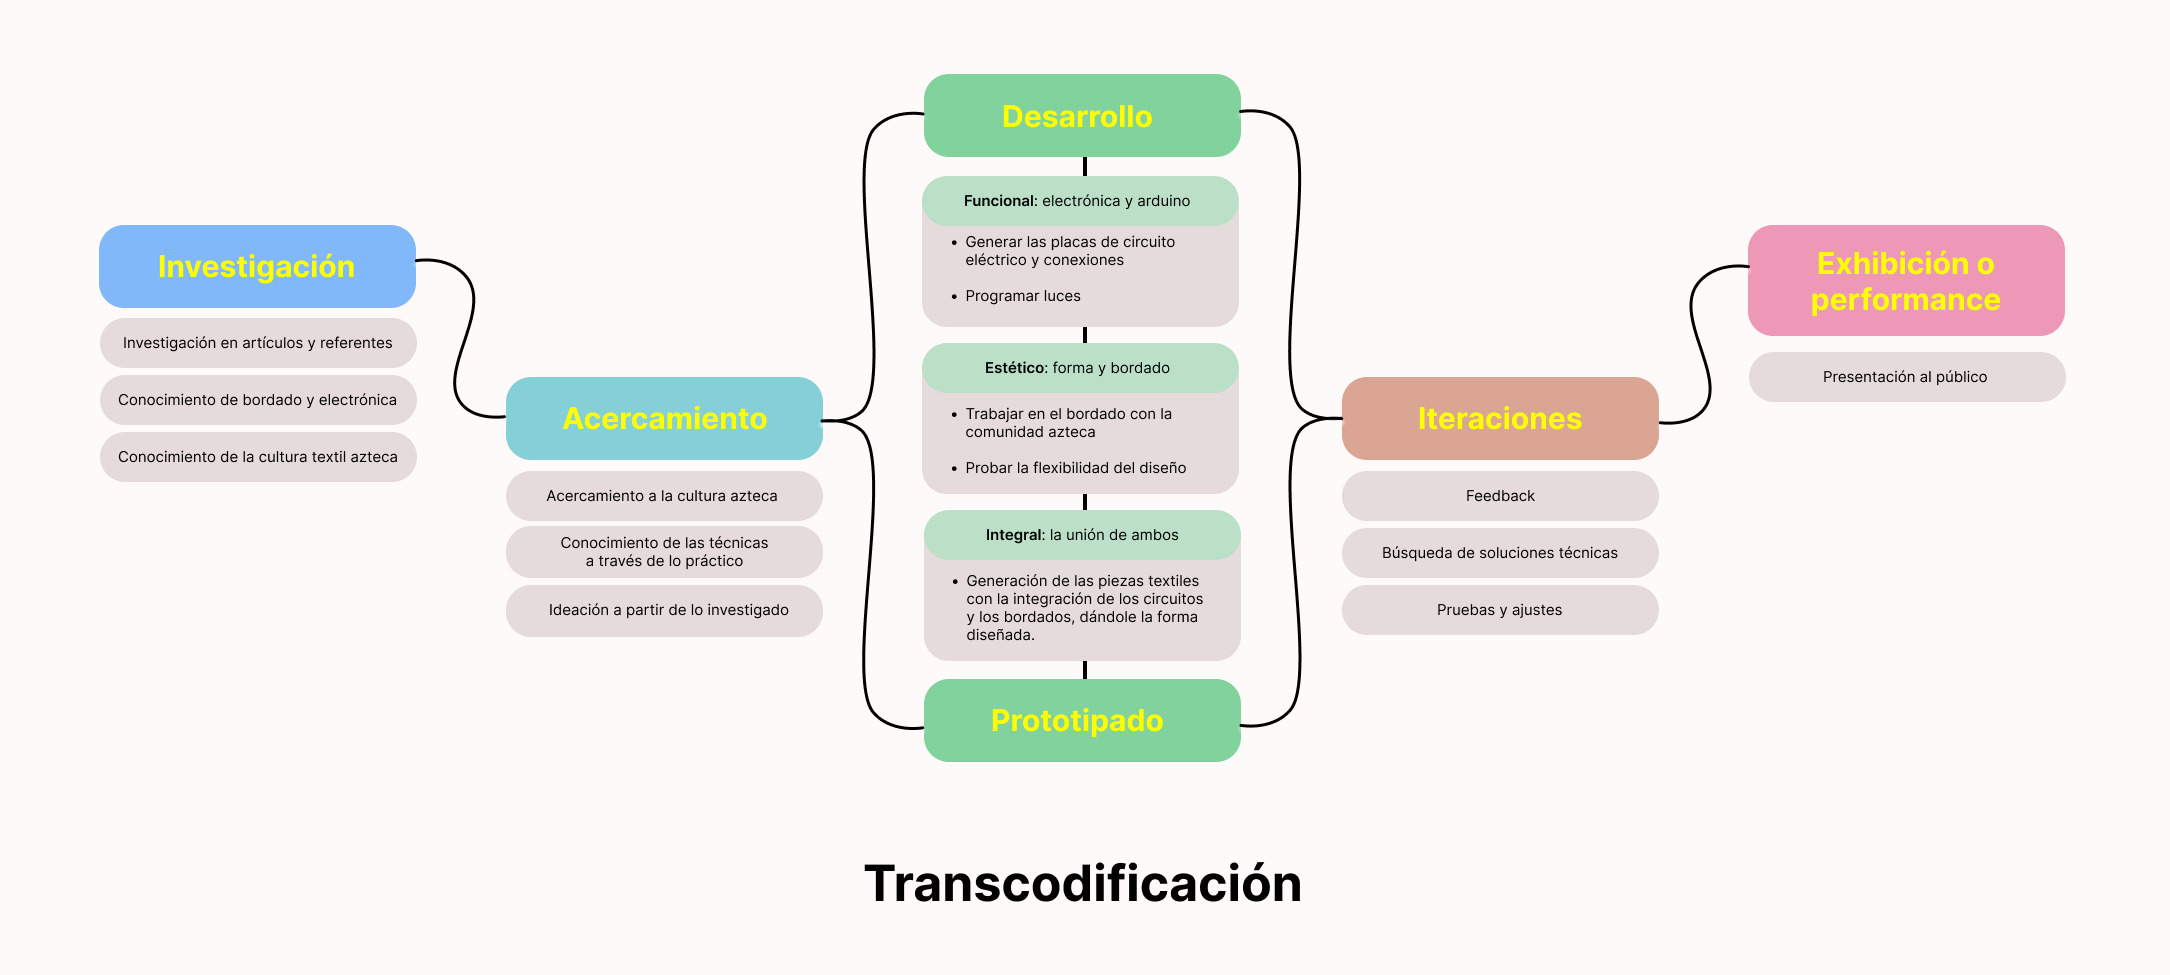 Investigación
Investigación en artículos y referentes
Conocimiento de bordado y electrónica
Conocimiento de la cultura textil azteca
Acercamiento
Acercamiento a la cultura azteca
Conocimiento de las técnicas
a través de lo práctico
Ideación a partir de lo investigado
Desarrollo
Funcional: electrónica y arduino
• Generar las placas de circuito
eléctrico y conexiones
• Programar luces
Estético: forma y bordado
• Trabajar en el bordado con la
comunidad azteca
• Probar la flexibilidad del diseño
Integral: la unión de ambos
• Generación de las piezas textiles
con la integración de los circuitos
y los bordados, dándole la forma
diseñada.
Prototipado
Iteraciones
Feedback
Búsqueda de soluciones técnicas
Pruebas y ajustes
Exhibición o
performance
Presentación al público
Transcodificación